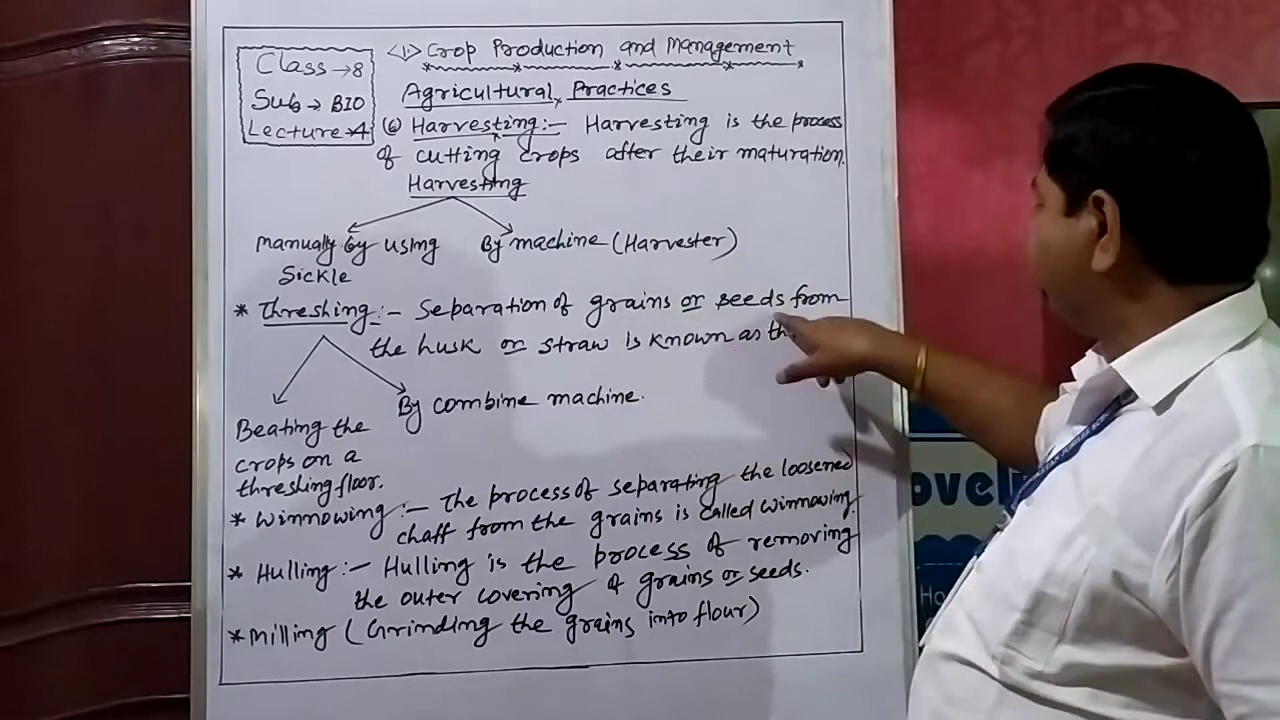 Class → 8
Sub → BIO
Lecture → 4
<1> Crop Production and Management
Agricultural Practices
(6) Harvesting :- Harvesting is the process
of cutting crops after their maturation.
Harvesting
Manually by using
Sickle
By machine (Harvester)
* Threshing :- Separation of grains or seeds from
the husk or straw is known as
By combine machine.
Beating the
crops on a
threshing floor.
* Winnowing :- The process of separating the loosened
chaff from the grains is called winnowing.
* Hulling :- Hulling is the process of removing
the outer covering of grains or seeds.
* Milling (Grinding the grains into flour)